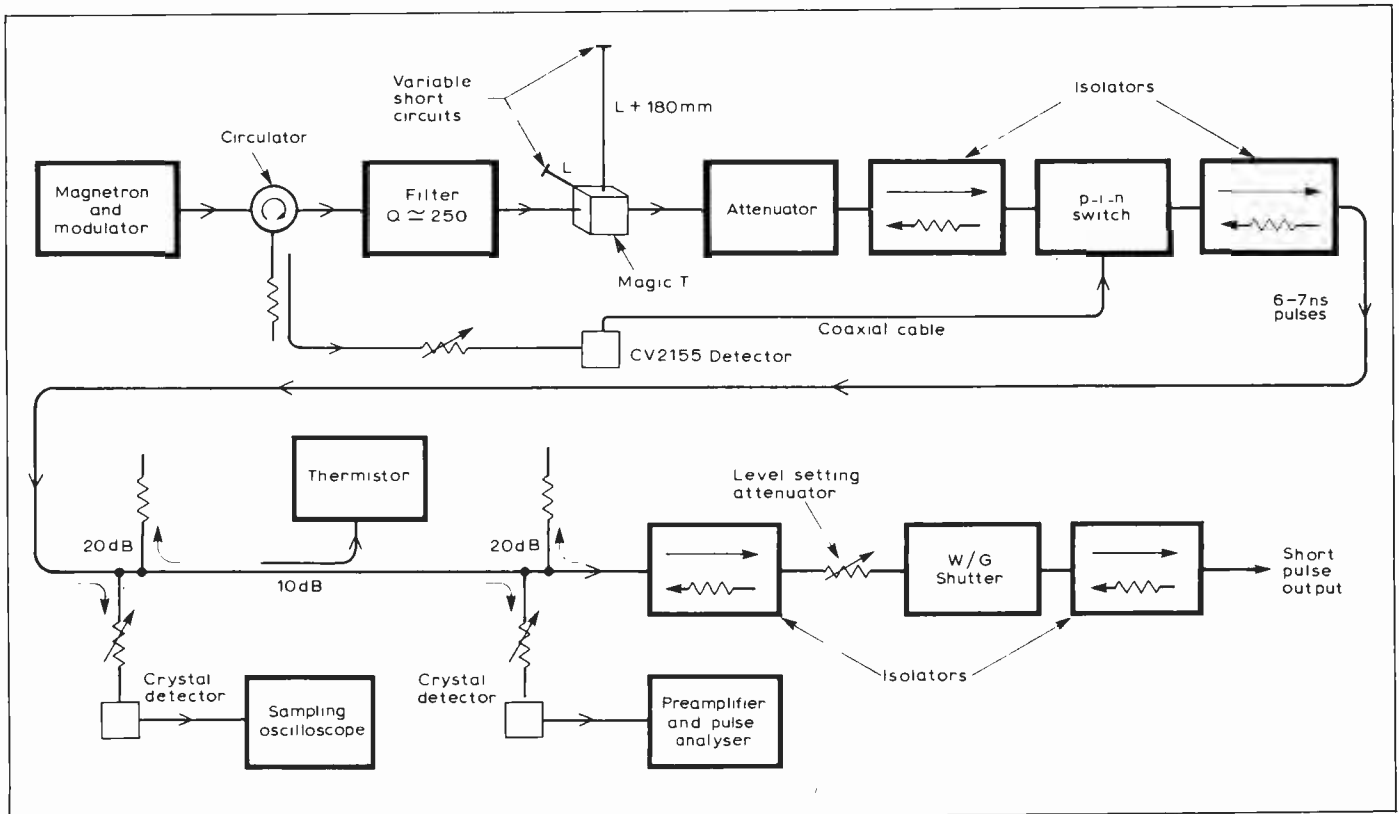 Variable
short
circuits
L + 180mm
L
Isolators
Circulator
Magnetron
and
modulator
Filter
Q ≃ 250
Magic T
Attenuator
p-i-n
switch
6-7ns
pulses
Coaxial cable
CV2155 Detector
Thermistor
20dB
10dB
20dB
Level setting
attenuator
W/G
Shutter
Short
pulse
output
Isolators
Crystal
detector
Sampling
oscilloscope
Crystal
detector
Preamplifier
and pulse
analyser